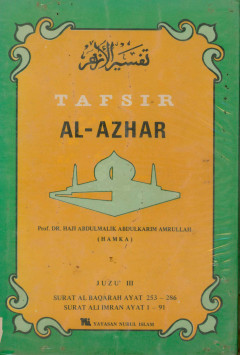 تفسير الأزهر
TAFSIR
AL-AZHAR
Prof. DR. HAJI ABDULMALIK ABDULKARIM AMRULLAH
(HAMKA)
JUZU' III
SURAT AL BAQARAH AYAT 253 – 286
SURAT ALI IMRAN AYAT 1 – 91
YAYASAN NURUL ISLAM